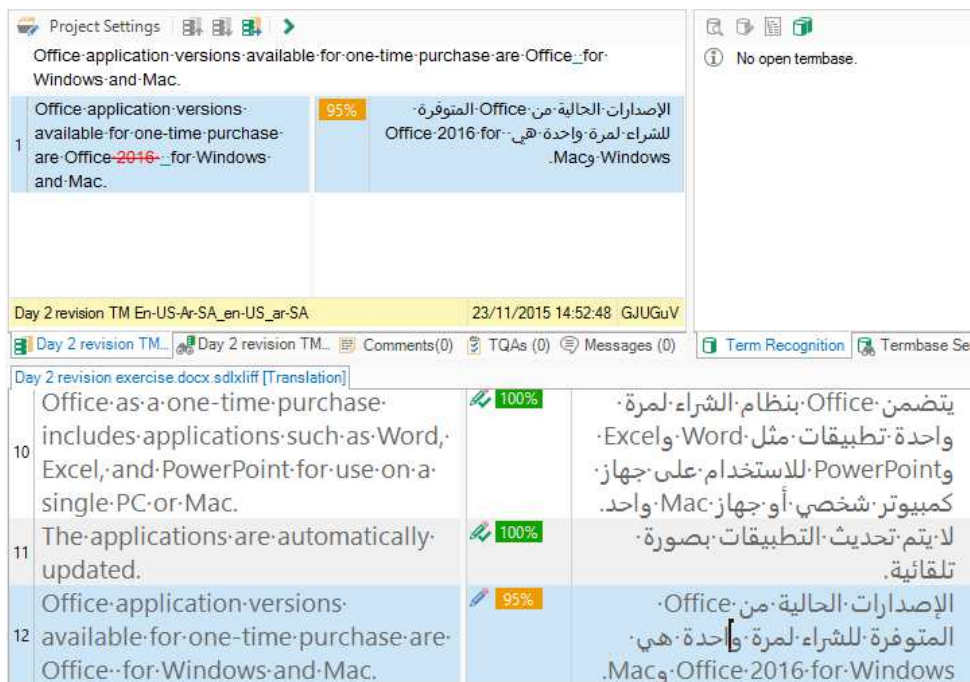 Project Settings
No open termbase.
Office application versions available for one-time purchase are Office  for
Windows and Mac.
1
Office application versions
available for one-time purchase
are Office 2016  for Windows
and Mac.
95%
الإصدارات الحالية من Office المتوفرة
للشراء لمرة واحدة هي  Office 2016 for
Windows وMac.
Day 2 revision TM En-US-Ar-SA_en-US_ar-SA
23/11/2015 14:52:48 GJUGuV
Day 2 revision TM...
Day 2 revision TM...
Comments(0)
TQAs (0)
Messages (0)
Term Recognition
Termbase Se
Day 2 revision exercise.docx.sdlxliff [Translation]
10
Office as a one-time purchase
includes applications such as Word,
Excel, and PowerPoint for use on a
single PC or Mac.
100%
يتضمن Office بنظام الشراء لمرة
واحدة تطبيقات مثل Word وExcel
وPowerPoint للاستخدام على جهاز
كمبيوتر شخصي أو جهاز Mac واحد.
11
The applications are automatically
updated.
100%
لا يتم تحديث التطبيقات بصورة
تلقائية.
12
Office application versions
available for one-time purchase are
Office  for Windows and Mac.
95%
الإصدارات الحالية من Office
المتوفرة للشراء لمرة واحدة هي
Office 2016 for Windows وMac.